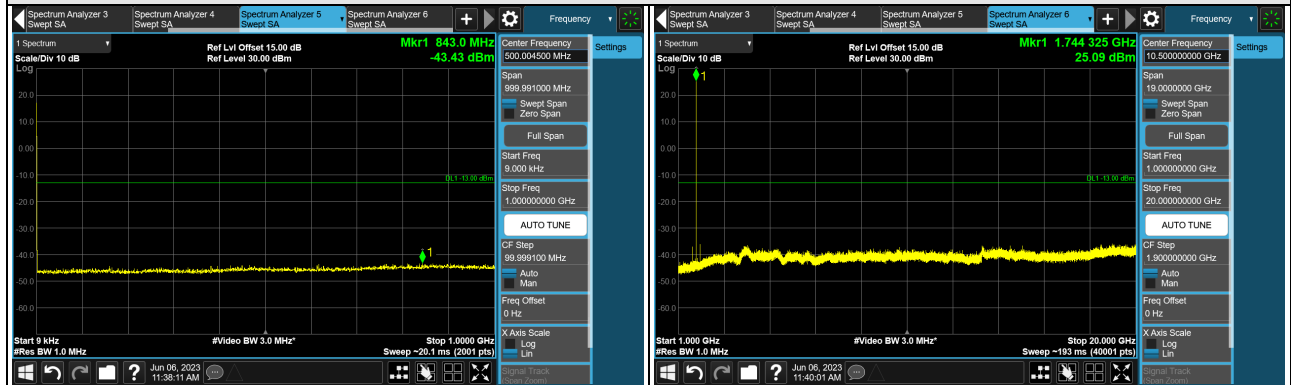 Spectrum Analyzer 3
Swept SA
Spectrum Analyzer 4
Swept SA
Spectrum Analyzer 5
Swept SA
Spectrum Analyzer 6
Swept SA
+
Frequency
1 Spectrum
Scale/Div 10 dB
Log
Ref Lvl Offset 15.00 dB
Ref Level 30.00 dBm
Mkr1 843.0 MHz
-43.43 dBm
20.0
10.0
0.00
-10.0
-20.0
-30.0
-40.0
-50.0
-60.0
DL1 -13.00 dBm
1
Start 9 kHz
#Res BW 1.0 MHz
#Video BW 3.0 MHz*
Stop 1.0000 GHz
Sweep ~20.1 ms (2001 pts)
Center Frequency
500.004500 MHz
Settings
Span
999.991000 MHz
Swept Span
Zero Span
Full Span
Start Freq
9.000 kHz
Stop Freq
1.000000000 GHz
AUTO TUNE
CF Step
99.999100 MHz
Auto
Man
Freq Offset
0 Hz
X Axis Scale
Log
Lin
Signal Track
(Span Zoom)
?
Jun 06, 2023
11:38:11 AM
Spectrum Analyzer 3
Swept SA
Spectrum Analyzer 4
Swept SA
Spectrum Analyzer 5
Swept SA
Spectrum Analyzer 6
Swept SA
+
Frequency
1 Spectrum
Scale/Div 10 dB
Log
Ref Lvl Offset 15.00 dB
Ref Level 30.00 dBm
Mkr1 1.744 325 GHz
25.09 dBm
1
20.0
10.0
0.00
-10.0
-20.0
-30.0
-40.0
-50.0
-60.0
DL1 -13.00 dBm
Start 1.000 GHz
#Res BW 1.0 MHz
#Video BW 3.0 MHz*
Stop 20.000 GHz
Sweep ~193 ms (40001 pts)
Center Frequency
10.500000000 GHz
Settings
Span
19.0000000 GHz
Swept Span
Zero Span
Full Span
Start Freq
1.000000000 GHz
Stop Freq
20.000000000 GHz
AUTO TUNE
CF Step
1.900000000 GHz
Auto
Man
Freq Offset
0 Hz
X Axis Scale
Log
Lin
Signal Track
(Span Zoom)
?
Jun 06, 2023
11:40:01 AM